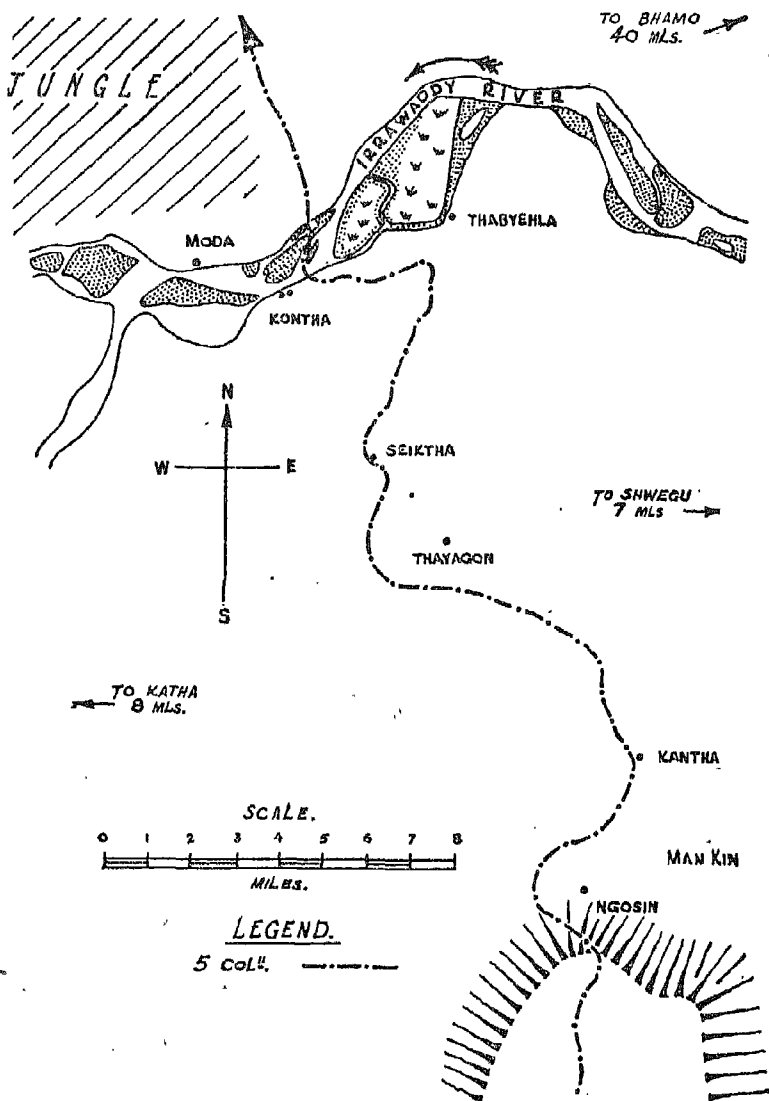 TO BHAMO
40 MLS.
JUNGLE
IRRAWADDY RIVER
THABYEHLA
MODA
KONTHA
N
W E
S
SEIKTHA
TO SHWEGU
7 MLS
THAYAGON
TO KATHA
8 MLS.
KANTHA
SCALE.
0 1 2 3 4 5 6 7 8
MILES.
MAN KIN
NGOSIN
LEGEND.
5 COLᴺ.